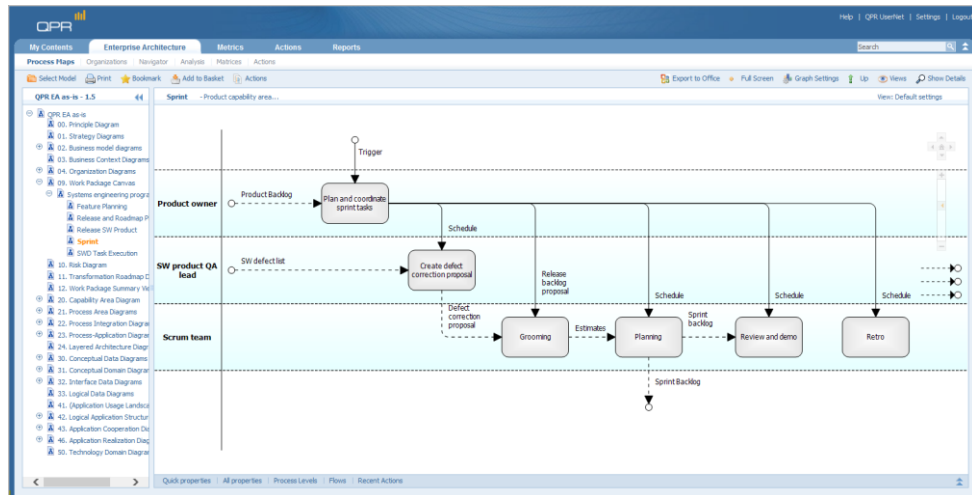 QPR
Help | QPR UserNet | Settings | Logout
My Contents Enterprise Architecture Metrics Actions Reports
Search
Process Maps | Organizations | Navigator | Analysis | Matrices | Actions
Select Model Print Bookmark Add to Basket Actions
Export to Office Full Screen Graph Settings Up Views Show Details
QPR EA as-is - 1.5
Sprint - Product capability area...
View: Default settings
QPR EA as-is
00. Principle Diagram
01. Strategy Diagrams
02. Business model diagrams
03. Business Context Diagrams
04. Organization Diagrams
09. Work Package Canvas
Systems engineering progra
Feature Planning
Release and Roadmap P
Release SW Product
Sprint
SWD Task Execution
10. Risk Diagram
11. Transformation Roadmap D
12. Work Package Summary Vie
20. Capability Area Diagram
21. Process Area Diagrams
22. Process Integration Diagra
23. Process-Application Diagra
24. Layered Architecture Diagr
30. Conceptual Data Diagrams
31. Conceptual Domain Diagra
32. Interface Data Diagrams
33. Logical Data Diagrams
41. (Application Usage Landsca
42. Logical Application Structur
43. Application Cooperation Dia
46. Application Realization Diag
50. Technology Domain Diagra
Trigger
Product owner
Product Backlog
Plan and coordinate
sprint tasks
Schedule
SW product QA
lead
SW defect list
Create defect
correction proposal
Release
backlog
proposal
Schedule
Schedule
Schedule
Defect
correction
proposal
Scrum team
Grooming
Estimates
Planning
Sprint
backlog
Review and demo
Retro
Sprint Backlog
Quick properties | All properties | Process Levels | Flows | Recent Actions